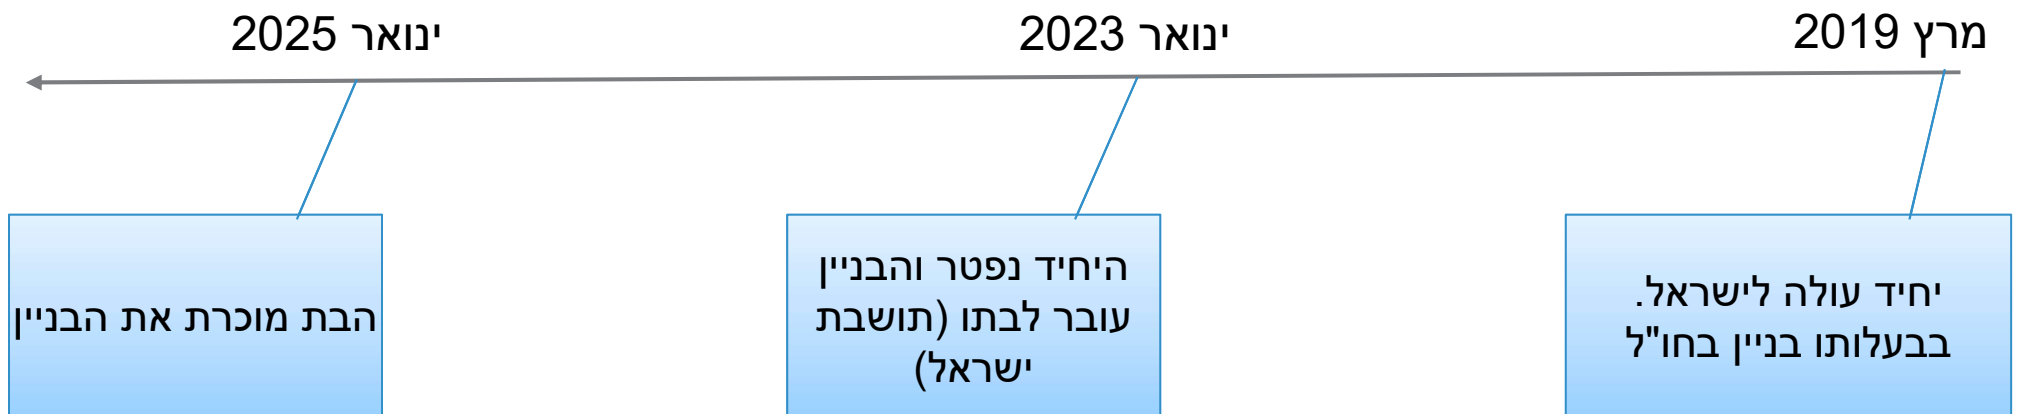 מרץ 2019
ינואר 2023
ינואר 2025
יחיד עולה לישראל.
בבעלותו בניין בחו"ל
היחיד נפטר והבניין
עובר לבתו (תושבת
ישראל)
הבת מוכרת את הבניין